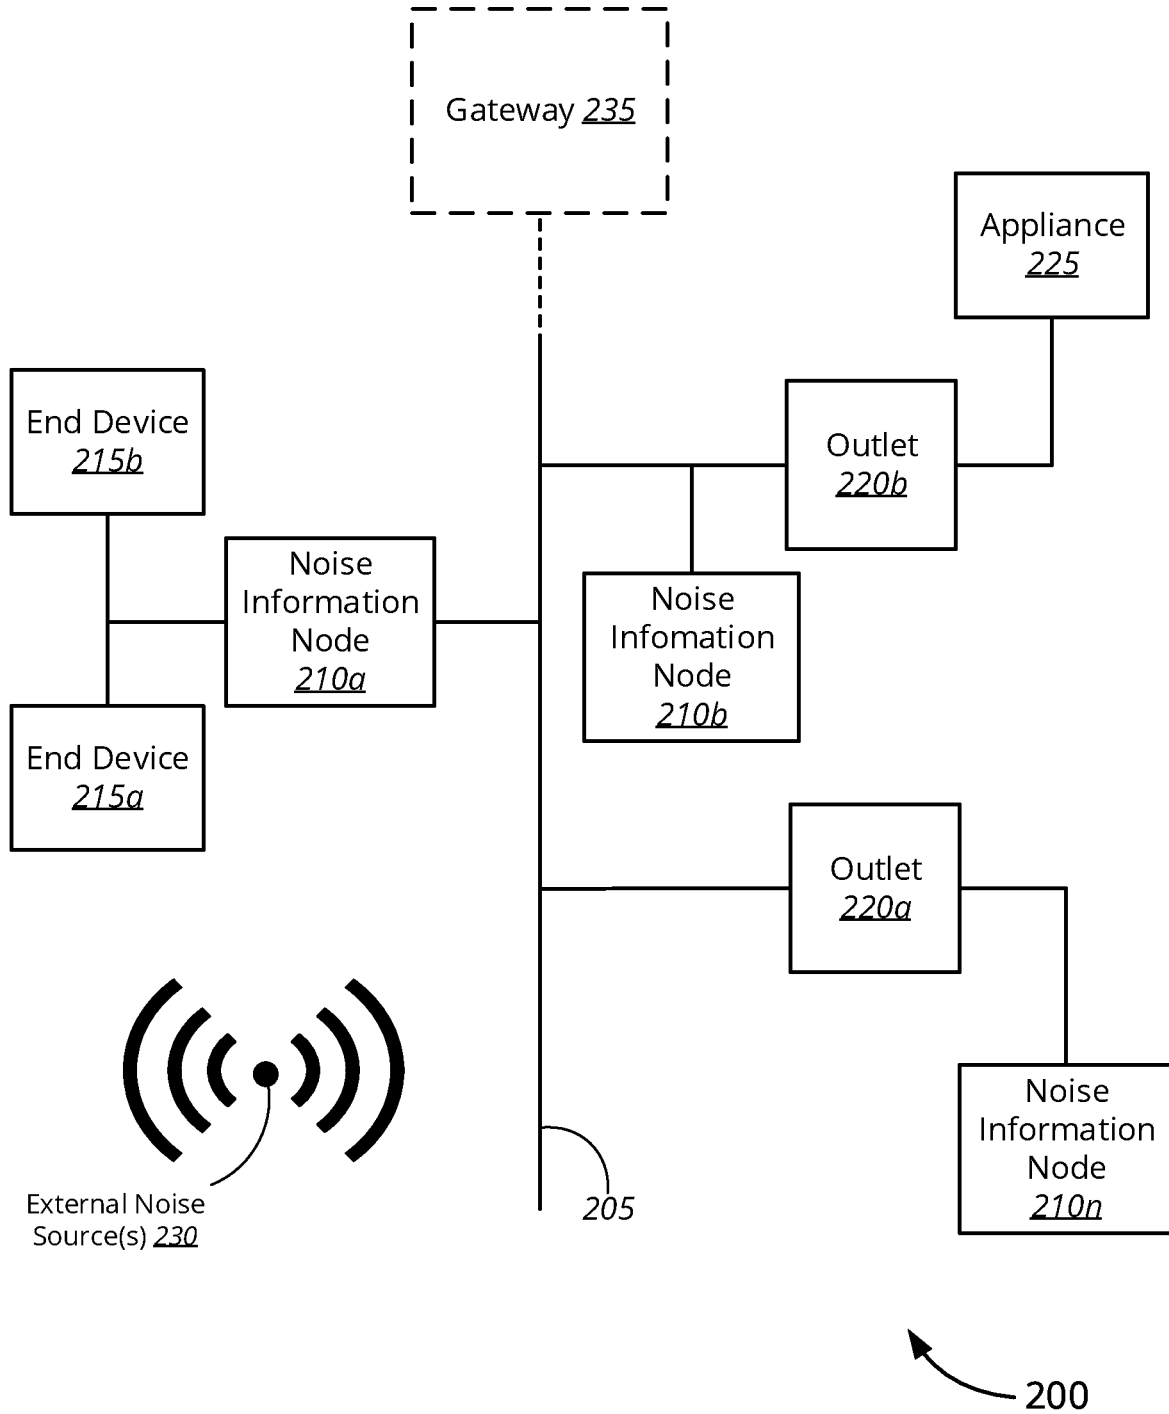 Gateway 235
Appliance
225
End Device
215b
Outlet
220b
Noise
Information
Node
210a
Noise
Infomation
Node
210b
End Device
215a
Outlet
220a
Noise
Information
Node
210n
External Noise
Source(s) 230
205
200